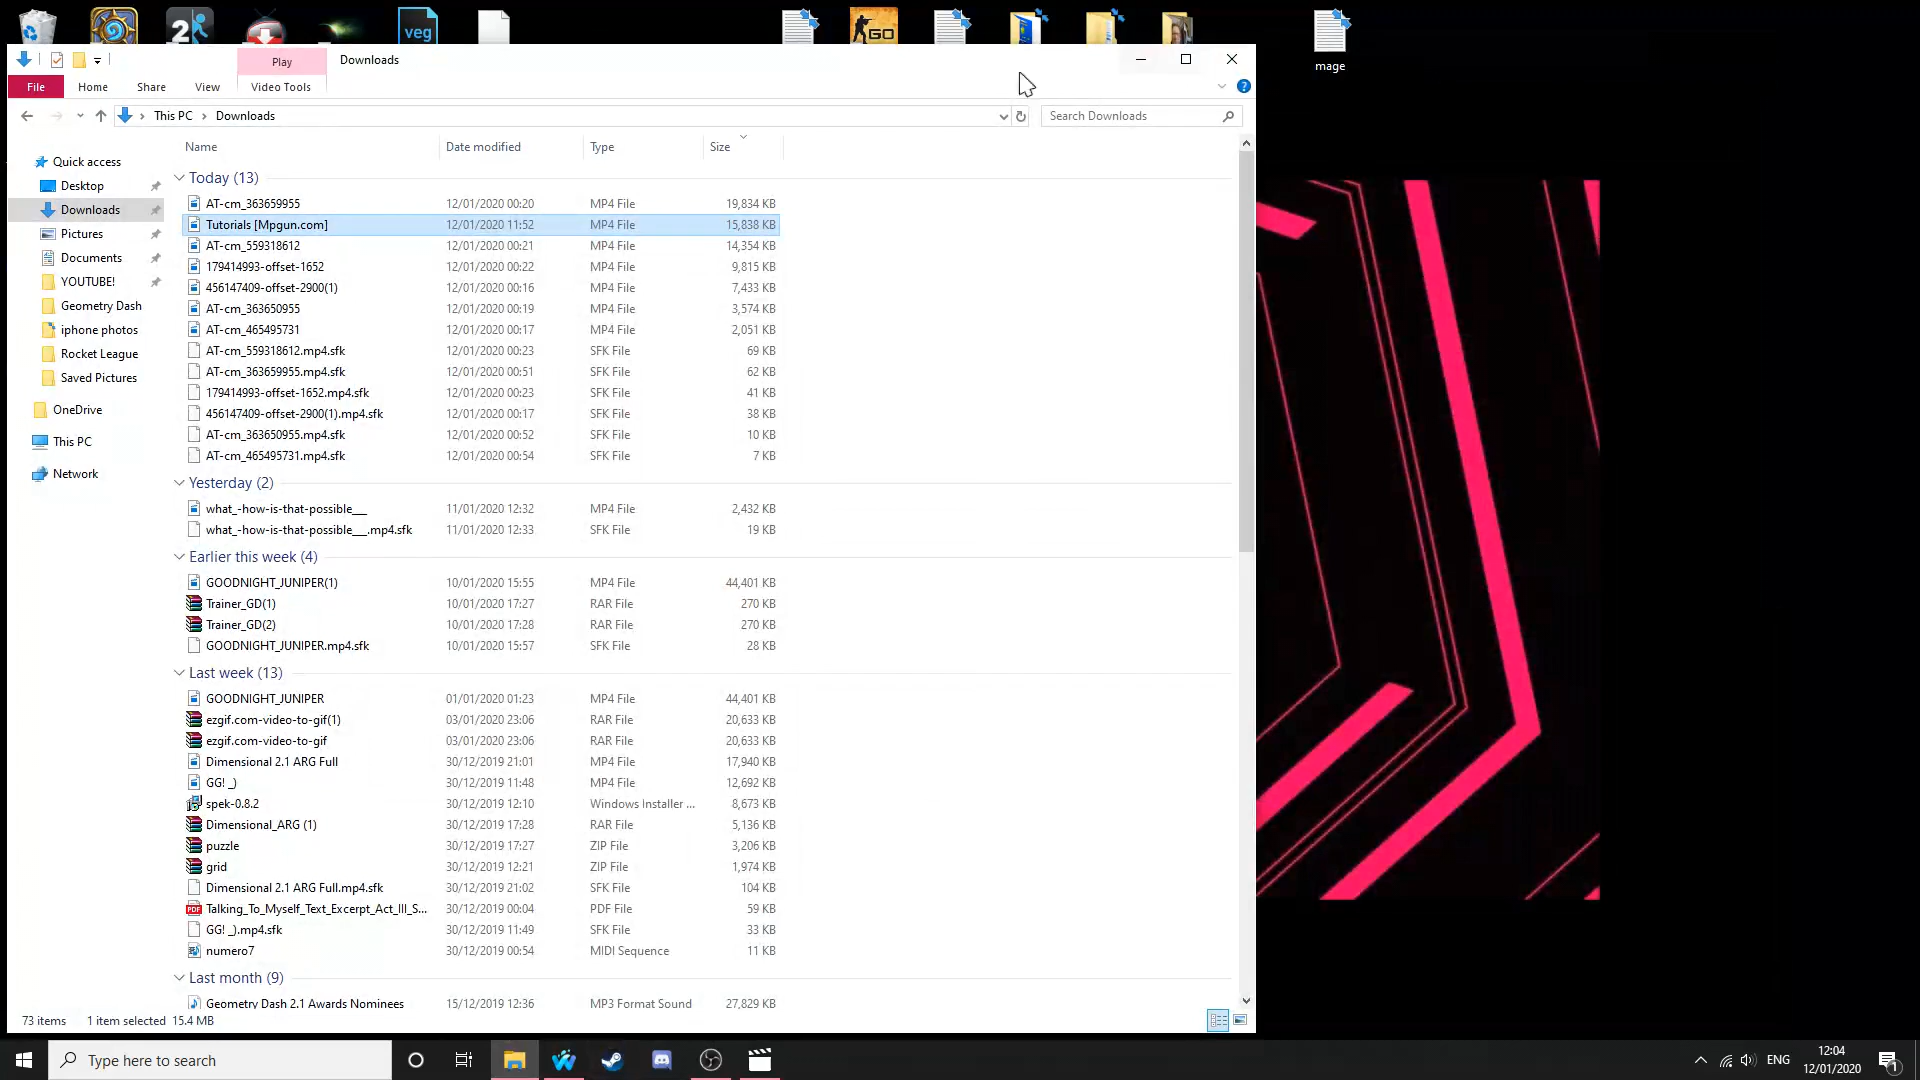 2
veg
GO
mage
Play
Downloads
File
Home
Share
View
Video Tools
This PC
Downloads
Search Downloads
Name
Date modified
Type
Size
Quick access
Desktop
Downloads
Pictures
Documents
YOUTUBE!
Geometry Dash
iphone photos
Rocket League
Saved Pictures
OneDrive
This PC
Network
Today (13)
AT-cm_363659955 12/01/2020 00:20 MP4 File 19,834 KB
Tutorials [Mpgun.com] 12/01/2020 11:52 MP4 File 15,838 KB
AT-cm_559318612 12/01/2020 00:21 MP4 File 14,354 KB
179414993-offset-1652 12/01/2020 00:22 MP4 File 9,815 KB
456147409-offset-2900(1) 12/01/2020 00:16 MP4 File 7,433 KB
AT-cm_363650955 12/01/2020 00:19 MP4 File 3,574 KB
AT-cm_465495731 12/01/2020 00:17 MP4 File 2,051 KB
AT-cm_559318612.mp4.sfk 12/01/2020 00:23 SFK File 69 KB
AT-cm_363659955.mp4.sfk 12/01/2020 00:51 SFK File 62 KB
179414993-offset-1652.mp4.sfk 12/01/2020 00:23 SFK File 41 KB
456147409-offset-2900(1).mp4.sfk 12/01/2020 00:17 SFK File 38 KB
AT-cm_363650955.mp4.sfk 12/01/2020 00:52 SFK File 10 KB
AT-cm_465495731.mp4.sfk 12/01/2020 00:54 SFK File 7 KB
Yesterday (2)
what_-how-is-that-possible___ 11/01/2020 12:32 MP4 File 2,432 KB
what_-how-is-that-possible___.mp4.sfk 11/01/2020 12:33 SFK File 19 KB
Earlier this week (4)
GOODNIGHT_JUNIPER(1) 10/01/2020 15:55 MP4 File 44,401 KB
Trainer_GD(1) 10/01/2020 17:27 RAR File 270 KB
Trainer_GD(2) 10/01/2020 17:28 RAR File 270 KB
GOODNIGHT_JUNIPER.mp4.sfk 10/01/2020 15:57 SFK File 28 KB
Last week (13)
GOODNIGHT_JUNIPER 01/01/2020 01:23 MP4 File 44,401 KB
ezgif.com-video-to-gif(1) 03/01/2020 23:06 RAR File 20,633 KB
ezgif.com-video-to-gif 03/01/2020 23:06 RAR File 20,633 KB
Dimensional 2.1 ARG Full 30/12/2019 21:01 MP4 File 17,940 KB
GG! _) 30/12/2019 11:48 MP4 File 12,692 KB
spek-0.8.2 30/12/2019 12:10 Windows Installer ... 8,673 KB
Dimensional_ARG (1) 30/12/2019 17:28 RAR File 5,136 KB
puzzle 30/12/2019 17:27 ZIP File 3,206 KB
grid 30/12/2019 12:21 ZIP File 1,974 KB
Dimensional 2.1 ARG Full.mp4.sfk 30/12/2019 21:02 SFK File 104 KB
Talking_To_Myself_Text_Excerpt_Act_III_S... 30/12/2019 00:04 PDF File 59 KB
GG! _).mp4.sfk 30/12/2019 11:49 SFK File 33 KB
numero7 30/12/2019 00:54 MIDI Sequence 11 KB
Last month (9)
Geometry Dash 2.1 Awards Nominees 15/12/2019 12:36 MP3 Format Sound 27,829 KB
73 items 1 item selected 15.4 MB
Type here to search
ENG
12:04
12/01/2020
1